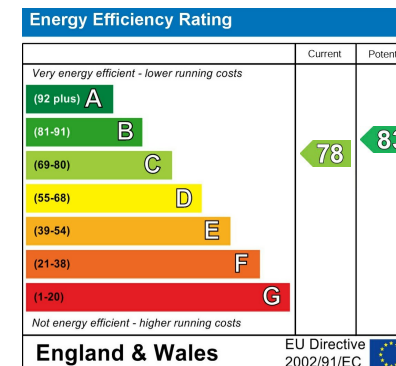 Energy Efficiency Rating
Current
Very energy efficient - lower running costs
(92 plus) A
(81-91) B
(69-80) C
(55-68) D
(39-54) E
(21-38) F
(1-20) G
78
83
Not energy efficient - higher running costs
England & Wales
EU Directive
2002/91/EC